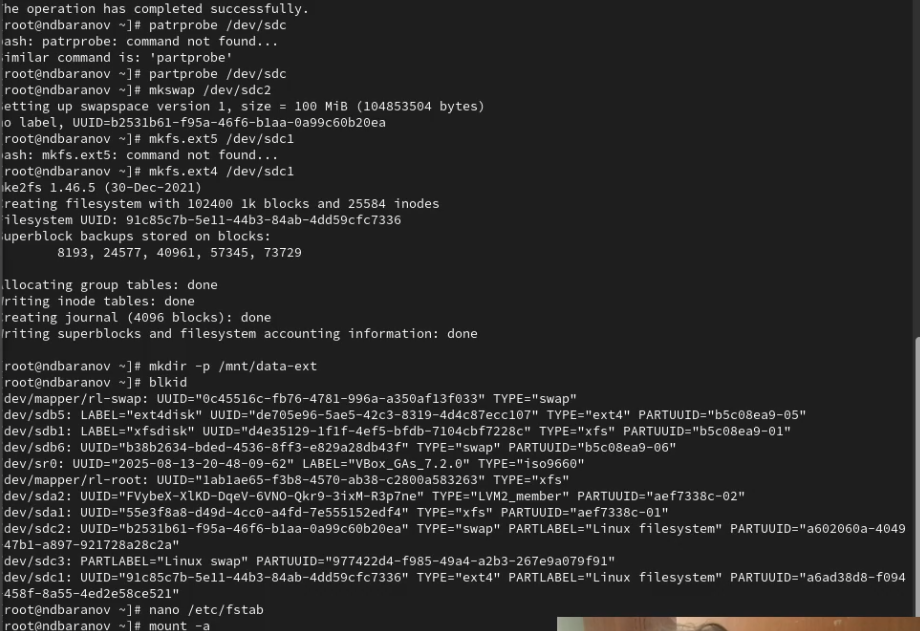 he operation has completed successfully.
root@ndbaranov ~]# patrprobe /dev/sdc
ash: patrprobe: command not found...
imilar command is: 'partprobe'
root@ndbaranov ~]# partprobe /dev/sdc
root@ndbaranov ~]# mkswap /dev/sdc2
etting up swapspace version 1, size = 100 MiB (104853504 bytes)
o label, UUID=b2531b61-f95a-46f6-b1aa-0a99c60b20ea
root@ndbaranov ~]# mkfs.ext5 /dev/sdc1
ash: mkfs.ext5: command not found...
root@ndbaranov ~]# mkfs.ext4 /dev/sdc1
ke2fs 1.46.5 (30-Dec-2021)
reating filesystem with 102400 1k blocks and 25584 inodes
ilesystem UUID: 91c85c7b-5e11-44b3-84ab-4dd59cfc7336
uperblock backups stored on blocks:
8193, 24577, 40961, 57345, 73729
llocating group tables: done
riting inode tables: done
reating journal (4096 blocks): done
riting superblocks and filesystem accounting information: done
root@ndbaranov ~]# mkdir -p /mnt/data-ext
root@ndbaranov ~]# blkid
dev/mapper/rl-swap: UUID="0c45516c-fb76-4781-996a-a350af13f033" TYPE="swap"
dev/sdb5: LABEL="ext4disk" UUID="de705e96-5ae5-42c3-8319-4d4c87ecc107" TYPE="ext4" PARTUUID="b5c08ea9-05"
dev/sdb1: LABEL="xfsdisk" UUID="d4e35129-1f1f-4ef5-bfdb-7104cbf7228c" TYPE="xfs" PARTUUID="b5c08ea9-01"
dev/sdb6: UUID="b38b2634-bded-4536-8ff3-e829a28db43f" TYPE="swap" PARTUUID="b5c08ea9-06"
dev/sr0: UUID="2025-08-13-20-48-09-62" LABEL="VBox_GAs_7.2.0" TYPE="iso9660"
dev/mapper/rl-root: UUID="1ab1ae65-f3b8-4570-ab38-c2800a583263" TYPE="xfs"
dev/sda2: UUID="FVybeX-XlKD-DqeV-6VNO-Qkr9-3ixM-R3p7ne" TYPE="LVM2_member" PARTUUID="aef7338c-02"
dev/sda1: UUID="55e3f8a8-d49d-4cc0-a4fd-7e555152edf4" TYPE="xfs" PARTUUID="aef7338c-01"
dev/sdc2: UUID="b2531b61-f95a-46f6-b1aa-0a99c60b20ea" TYPE="swap" PARTLABEL="Linux filesystem" PARTUUID="a602060a-4049
47b1-a897-921728a28c2a"
dev/sdc3: PARTLABEL="Linux swap" PARTUUID="977422d4-f985-49a4-a2b3-267e9a079f91"
dev/sdc1: UUID="91c85c7b-5e11-44b3-84ab-4dd59cfc7336" TYPE="ext4" PARTLABEL="Linux filesystem" PARTUUID="a6ad38d8-f094
458f-8a55-4ed2e58ce521"
root@ndbaranov ~]# nano /etc/fstab
root@ndbaranov ~]# mount -a